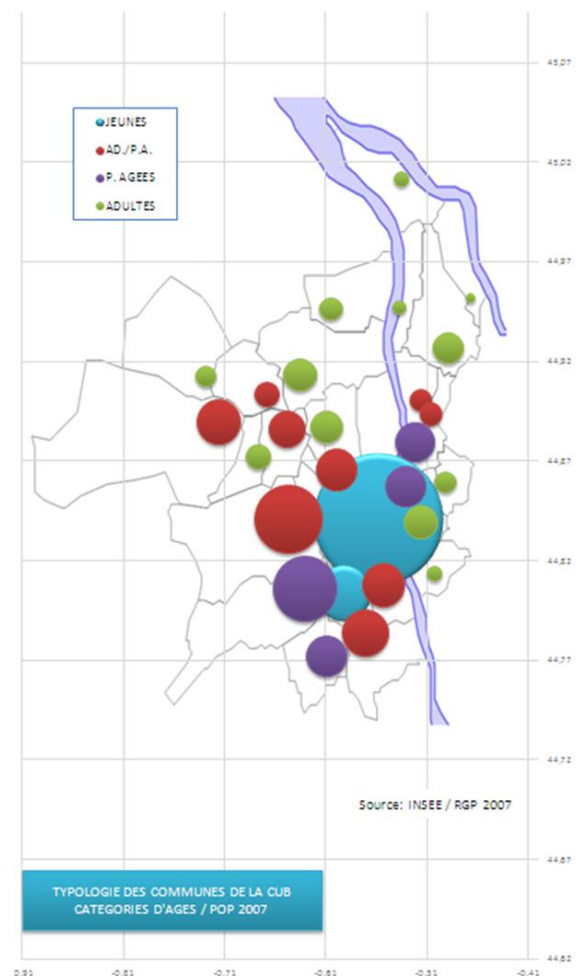 45,07
JEUNES
AD./P.A.
P. AGEES
ADULTES
45,02
44,97
44,92
44,87
44,82
44,77
44,72
Source: INSEE / RGP 2007
44,67
TYPOLOGIE DES COMMUNES DE LA CUB
CATEGORIES D'AGES / POP 2007
44,62
-0,91 -0,81 -0,71 -0,61 -0,51 -0,41